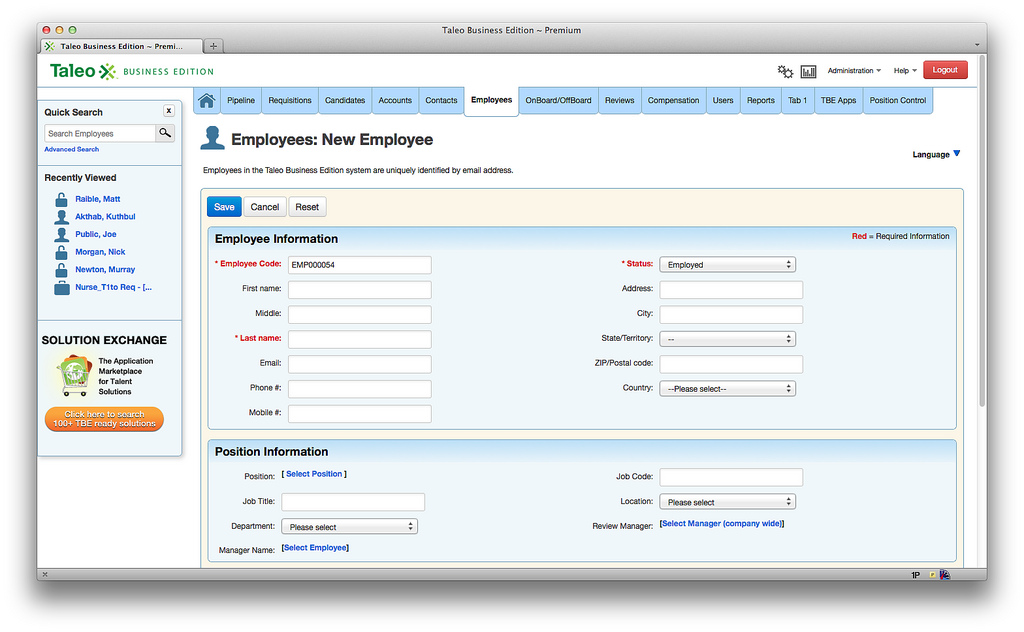 Taleo Business Edition ~ Premium
Taleo Business Edition ~ Premi...
Taleo BUSINESS EDITION
Administration Help Logout
Pipeline Requisitions Candidates Accounts Contacts Employees OnBoard/OffBoard Reviews Compensation Users Reports Tab 1 TBE Apps Position Control
Quick Search x
Search Employees
Advanced Search
Recently Viewed
Raible, Matt
Akthab, Kuthbul
Public, Joe
Morgan, Nick
Newton, Murray
Nurse_T1to Req - [...
SOLUTION EXCHANGE
The Application
Marketplace
for Talent
Solutions
Click here to search
100+ TBE ready solutions
Employees: New Employee
Language
Employees in the Taleo Business Edition system are uniquely identified by email address.
Save Cancel Reset
Employee Information
Red = Required Information
* Employee Code: EMP000054
* Status: Employed
First name:
Address:
Middle:
City:
* Last name:
State/Territory: --
Email:
ZIP/Postal code:
Phone #:
Country: --Please select--
Mobile #:
Position Information
Position: [ Select Position ]
Job Code:
Job Title:
Location: Please select
Department: Please select
Review Manager: [Select Manager (company wide)]
Manager Name: [Select Employee]
x 1P